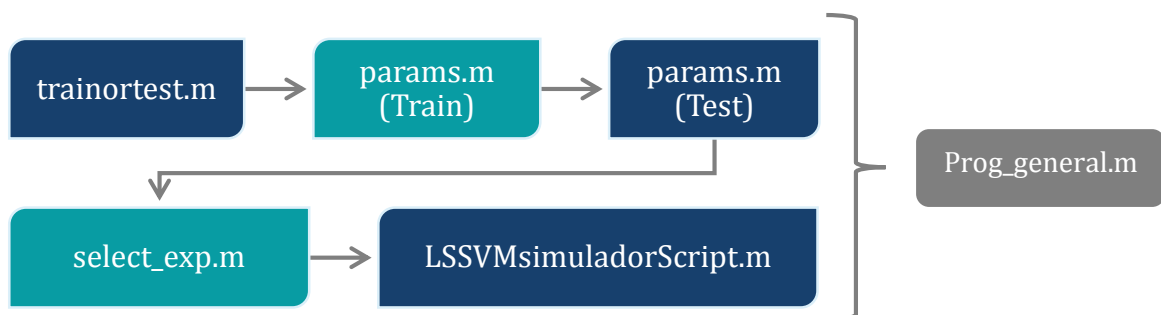 trainortest.m
params.m
(Train)
params.m
(Test)
Prog_general.m
select_exp.m
LSSVMsimuladorScript.m